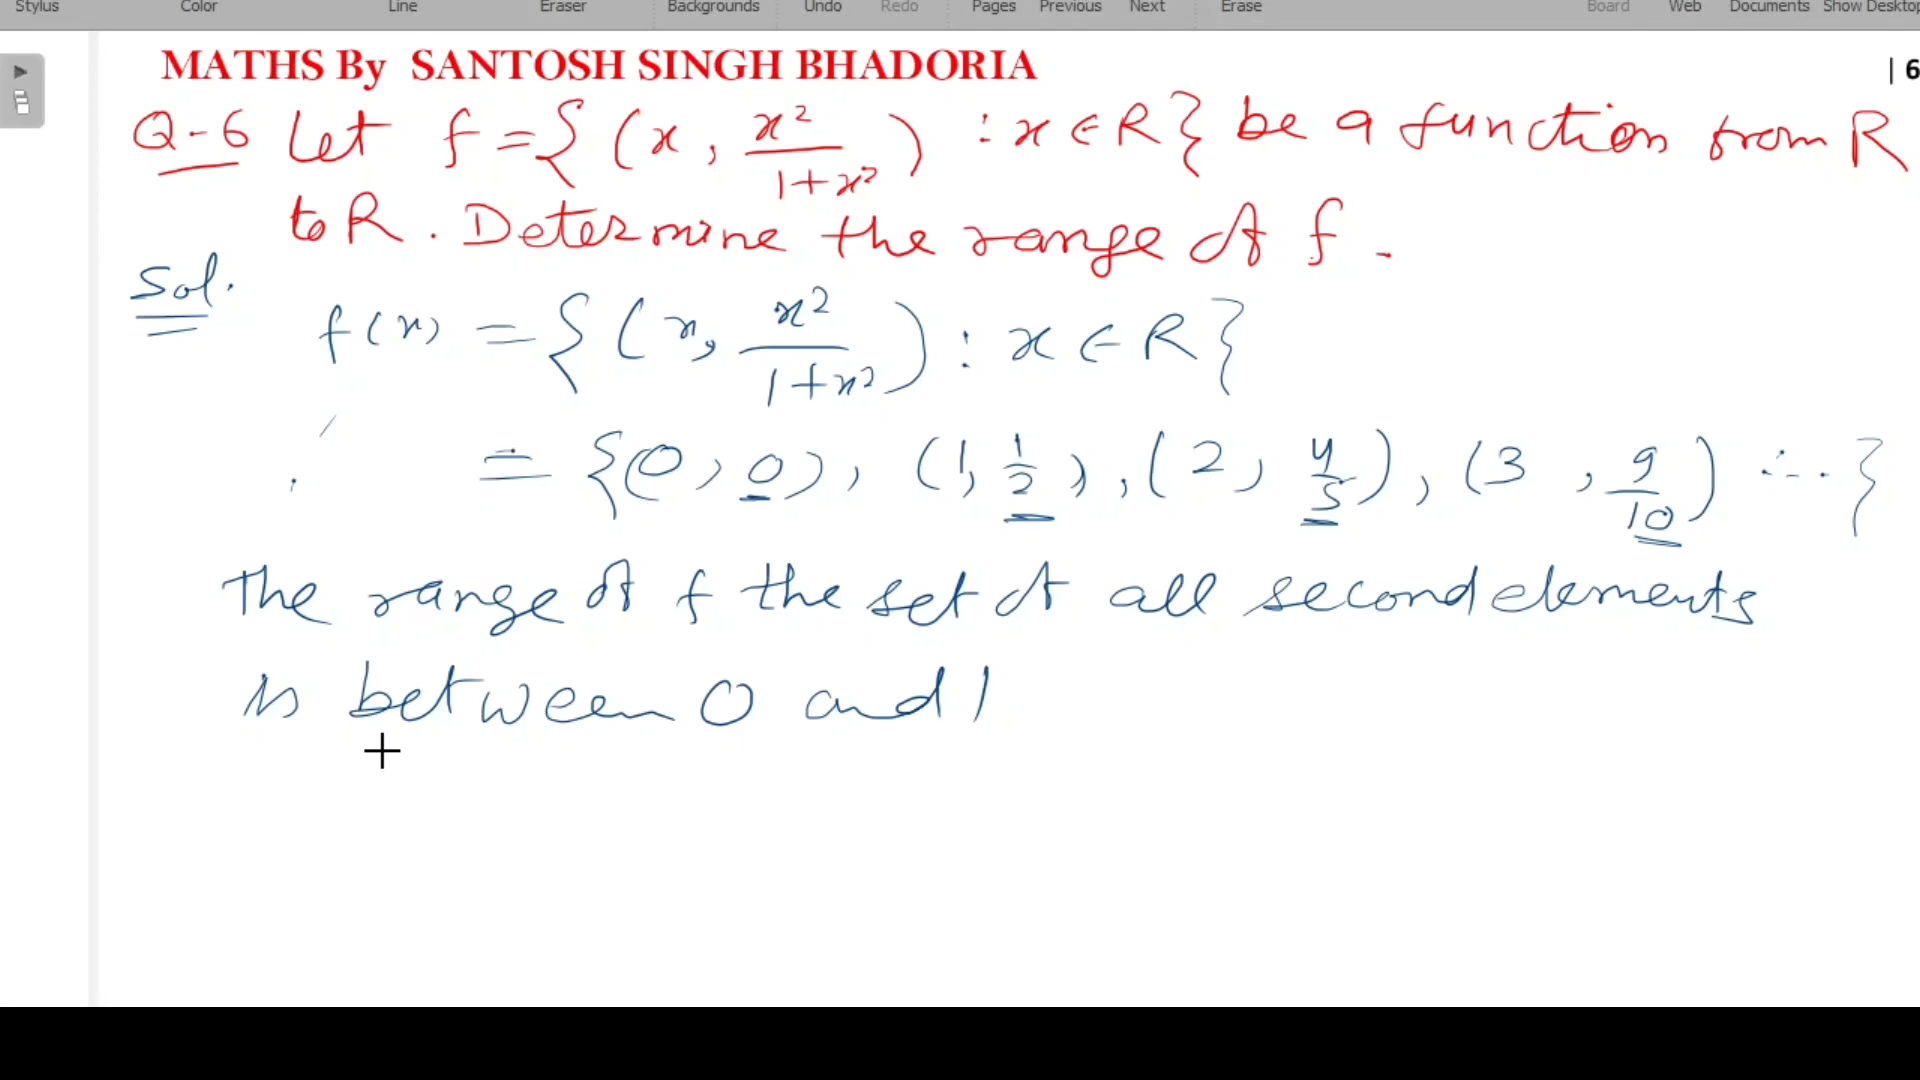 Stylus Color Line Eraser Backgrounds Undo Redo Pages Previous Next Erase Board Web Documents Show Desktop
MATHS By SANTOSH SINGH BHADORIA | 6
Q-6 Let f = { (x, x²/(1+x²)) : x ∈ R } be a function from R
to R. Determine the range of f.
Sol.
f(x) = { (x, x²/(1+x²)) : x ∈ R }
= { (0, 0), (1, 1/2), (2, 4/5), (3, 9/10) ... }
The range of f the set of all second elements
is between 0 and 1